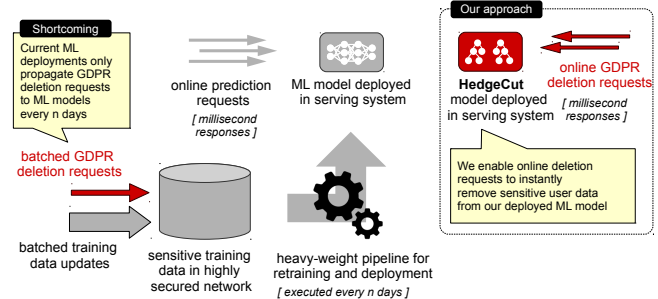 Shortcoming
Current ML
deployments only
propagate GDPR
deletion requests
to ML models
every n days
batched GDPR
deletion requests
batched training
data updates
online prediction
requests
[ millisecond
responses ]
ML model deployed
in serving system
sensitive training
data in highly
secured network
heavy-weight pipeline for
retraining and deployment
[ executed every n days ]
Our approach
HedgeCut
model deployed
in serving system
online GDPR
deletion requests
[ millisecond
responses ]
We enable online deletion
requests to instantly
remove sensitive user data
from our deployed ML model